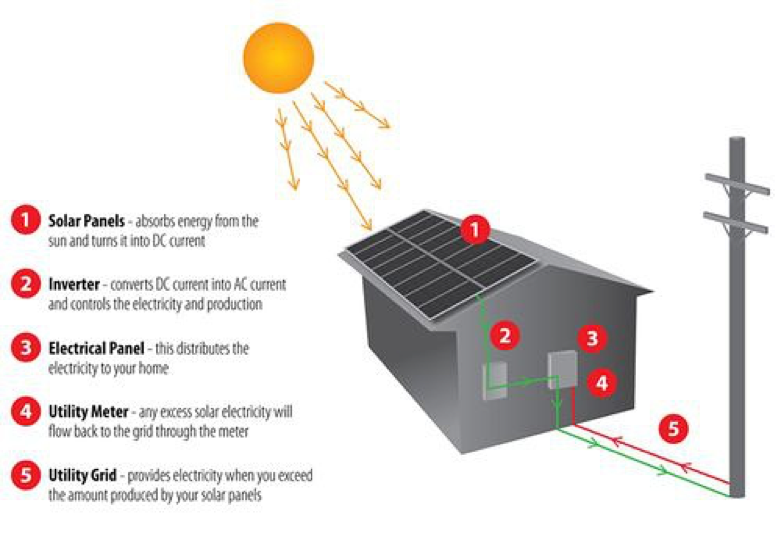 1 Solar Panels - absorbs energy from the
sun and turns it into DC current
2 Inverter - converts DC current into AC current
and controls the electricity and production
3 Electrical Panel - this distributes the
electricity to your home
4 Utility Meter - any excess solar electricity will
flow back to the grid through the meter
5 Utility Grid - provides electricity when you exceed
the amount produced by your solar panels
1
2
3
4
5